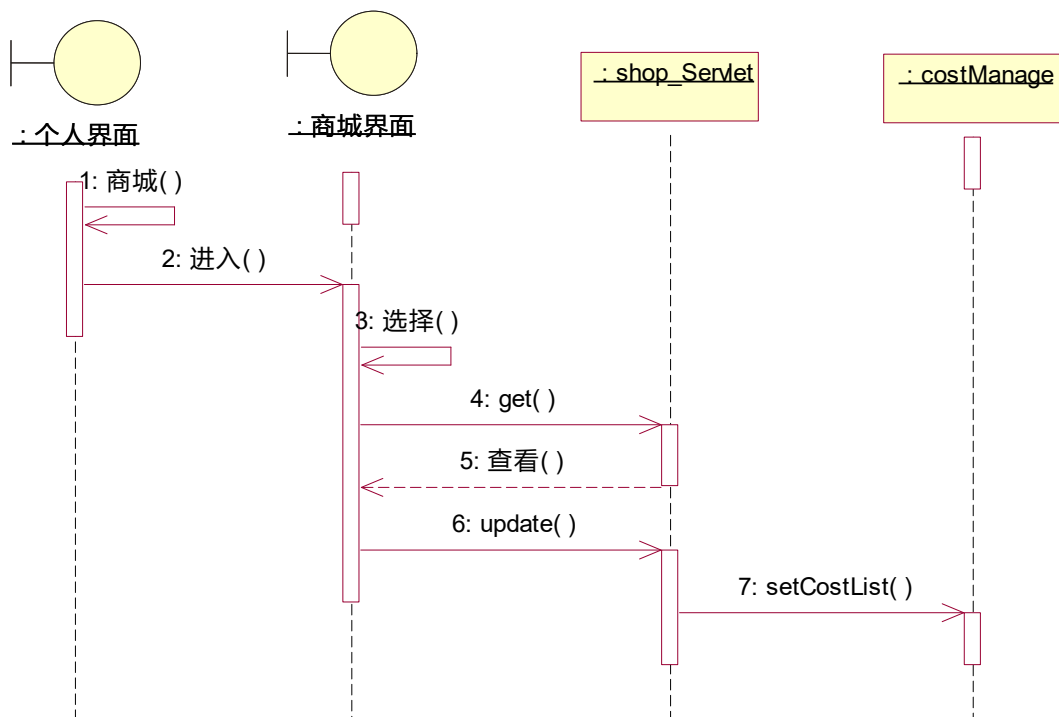 : shop_Servlet
: costManage
: 个人界面
: 商城界面
1: 商城( )
2: 进入( )
3: 选择( )
4: get( )
5: 查看( )
6: update( )
7: setCostList( )